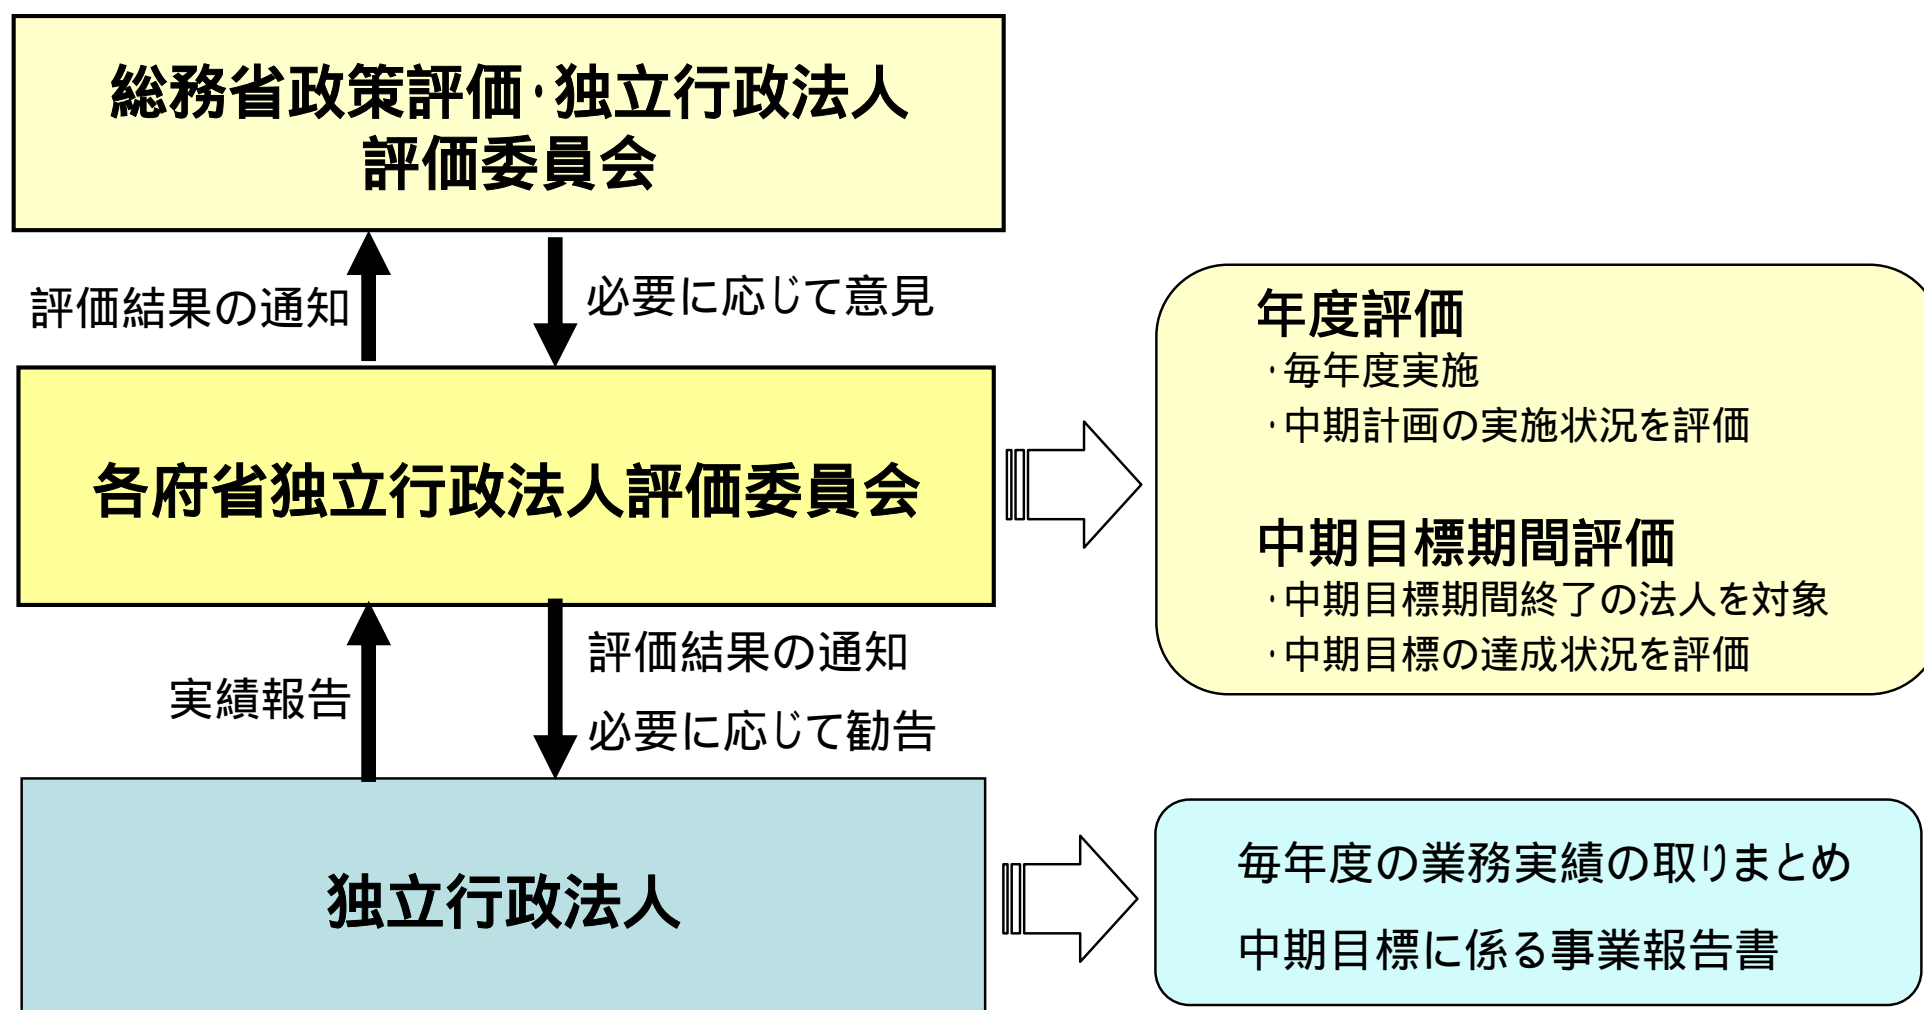 総務省政策評価・独立行政法人
評価委員会
評価結果の通知
必要に応じて意見
各府省独立行政法人評価委員会
年度評価
・毎年度実施
・中期計画の実施状況を評価
中期目標期間評価
・中期目標期間終了の法人を対象
・中期目標の達成状況を評価
実績報告
評価結果の通知
必要に応じて勧告
独立行政法人
毎年度の業務実績の取りまとめ
中期目標に係る事業報告書